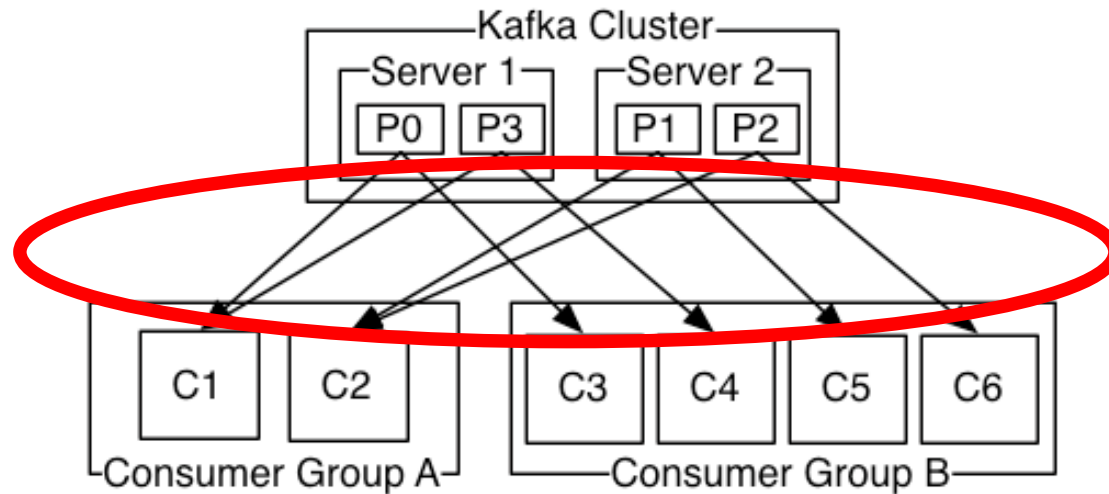 Kafka Cluster
Server 1 Server 2
P0 P3 P1 P2
C1 C2 C3 C4 C5 C6
Consumer Group A Consumer Group B